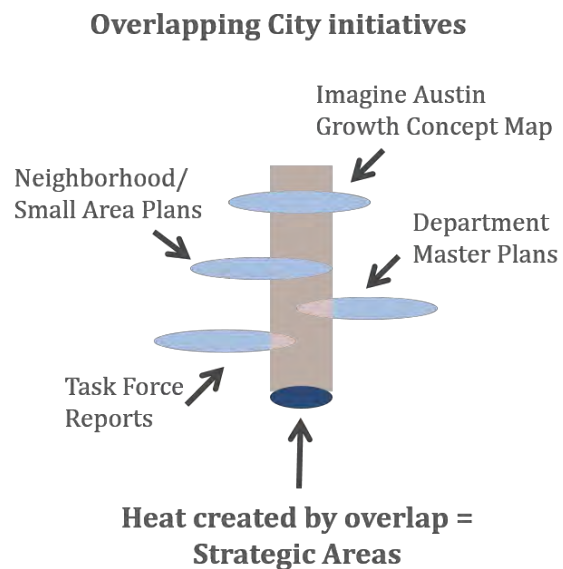 Overlapping City initiatives
Imagine Austin
Growth Concept Map
Neighborhood/
Small Area Plans
Department
Master Plans
Task Force
Reports
Heat created by overlap =
Strategic Areas